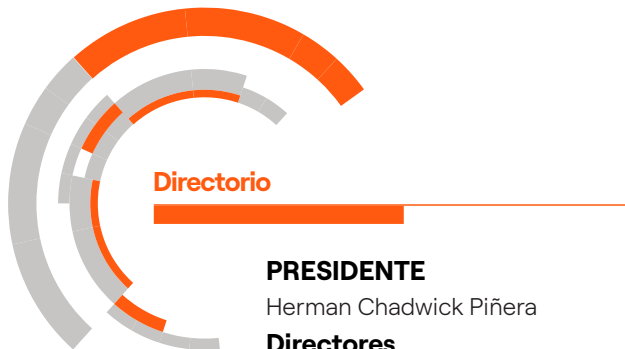 Directorio
PRESIDENTE
Herman Chadwick Piñera
Directores